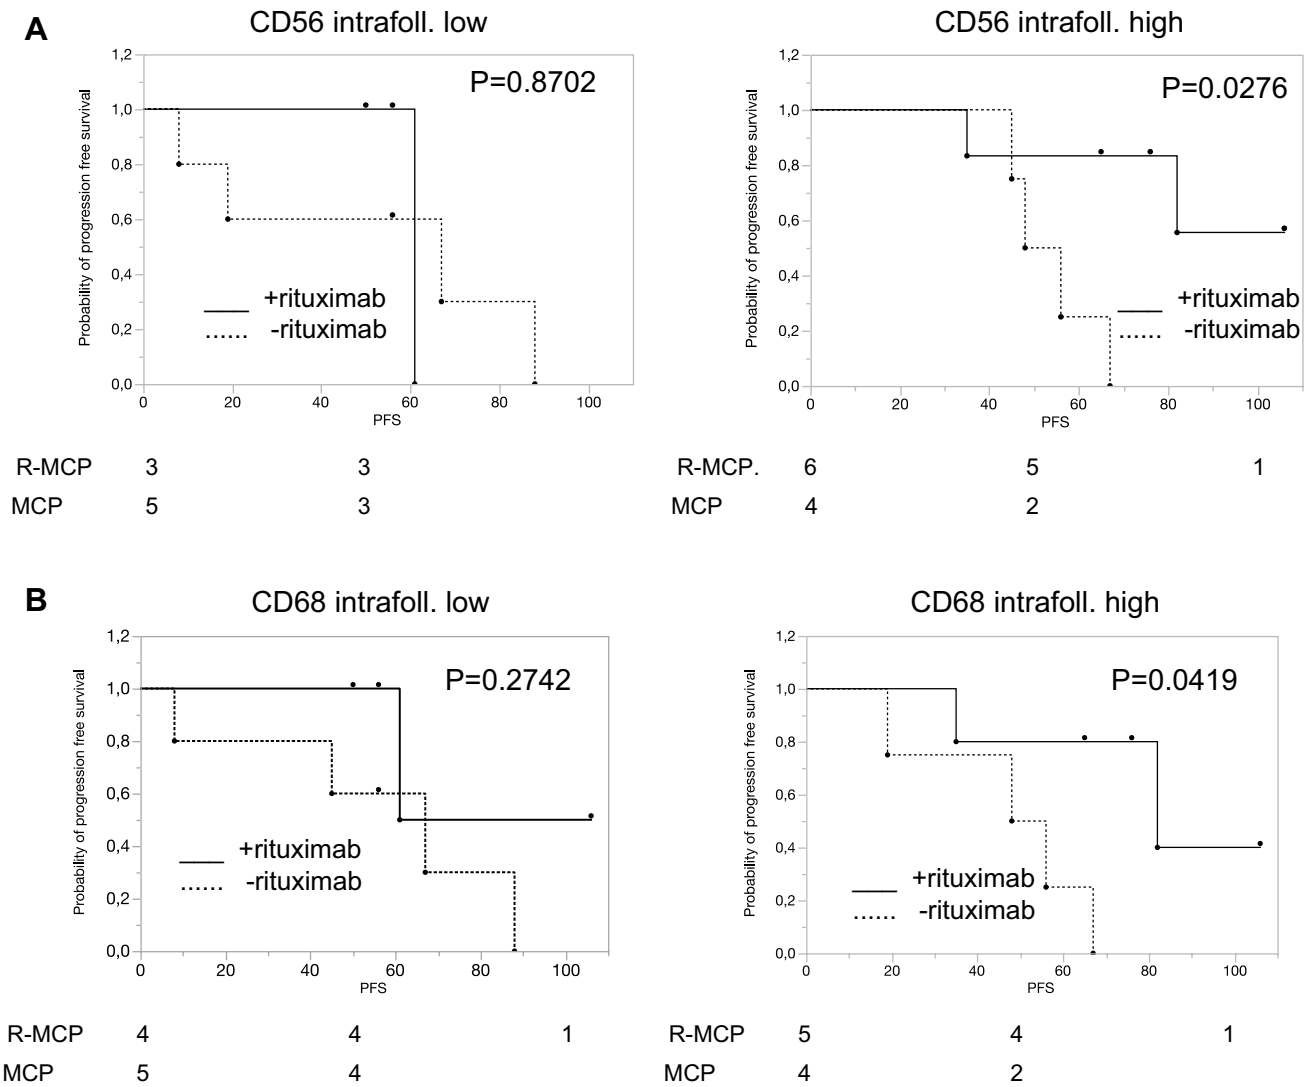 A
CD56 intrafoll. low
P=0.8702
Probability of progression free survival
1,2
1,0
0,8
0,6
0,4
0,2
0,0
+rituximab
-rituximab
0 20 40 60 80 100
PFS
R-MCP 3 3
MCP 5 3
CD56 intrafoll. high
P=0.0276
Probability of progression free survival
1,2
1,0
0,8
0,6
0,4
0,2
0,0
+rituximab
-rituximab
0 20 40 60 80 100
PFS
R-MCP. 6 5 1
MCP 4 2
B
CD68 intrafoll. low
P=0.2742
Probability of progression free survival
1,2
1,0
0,8
0,6
0,4
0,2
0,0
+rituximab
-rituximab
0 20 40 60 80 100
PFS
R-MCP 4 4 1
MCP 5 4
CD68 intrafoll. high
P=0.0419
Probability of progression free survival
1,2
1,0
0,8
0,6
0,4
0,2
0,0
+rituximab
-rituximab
0 20 40 60 80 100
PFS
R-MCP 5 4 1
MCP 4 2